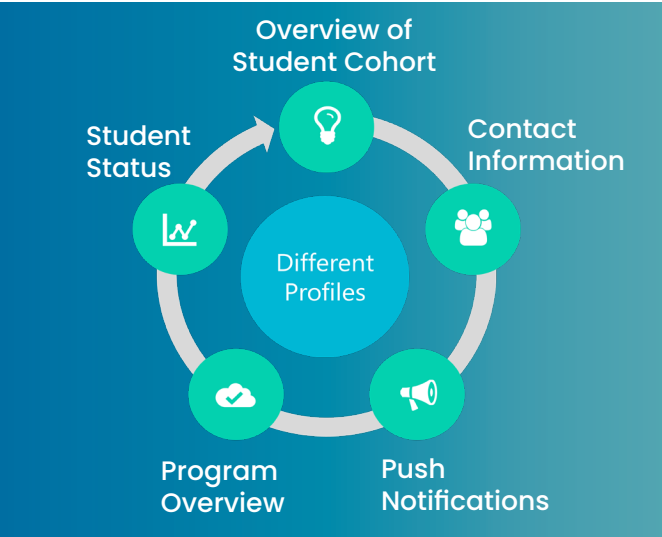 Overview of
Student Cohort
Contact
Information
Push
Notifications
Program
Overview
Student
Status
Different
Profiles